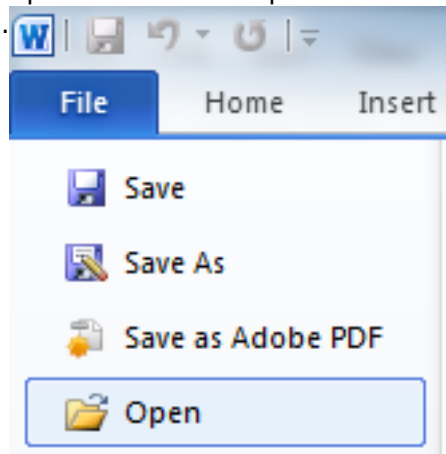 W
File Home Insert
Save
Save As
Save as Adobe PDF
Open